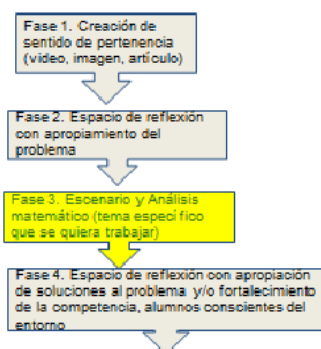 Fase 1. Creación de
sentido de pertenencia
(video, imagen, artículo)
Fase 2. Espacio de reflexión
con apropiamiento del
problema
Fase 3. Escenario y Análisis
matemático (tema específico
que se quiera trabajar)
Fase 4. Espacio de reflexión con apropiación
de soluciones al problema y/o fortalecimiento
de la competencia, alumnos conscientes del
entorno